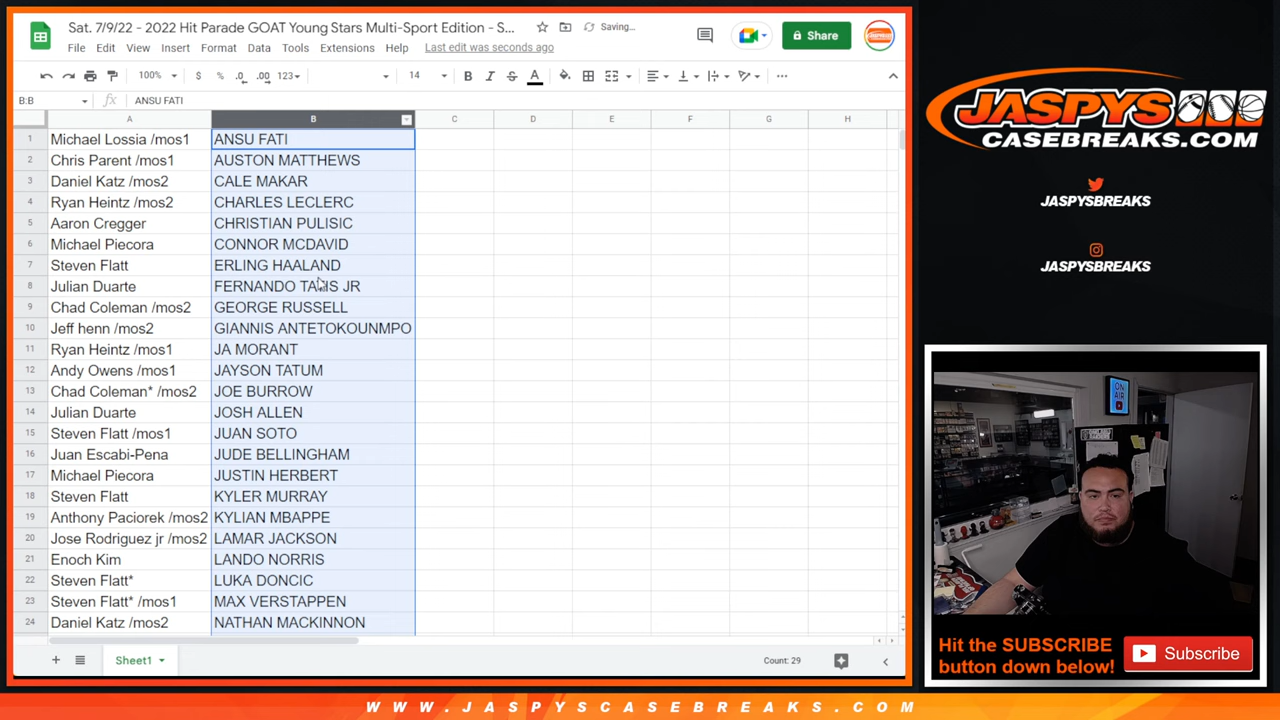 Sat. 7/9/22 - 2022 Hit Parade GOAT Young Stars Multi-Sport Edition - S...
Saving...
Share
File Edit View Insert Format Data Tools Extensions Help Last edit was seconds ago
100% $ % .0 .00 123 14 B I S A
B:B fx ANSU FATI
A B C D E F G H
1 Michael Lossia /mos1 ANSU FATI
2 Chris Parent /mos1 AUSTON MATTHEWS
3 Daniel Katz /mos2 CALE MAKAR
4 Ryan Heintz /mos2 CHARLES LECLERC
5 Aaron Cregger CHRISTIAN PULISIC
6 Michael Piecora CONNOR MCDAVID
7 Steven Flatt ERLING HAALAND
8 Julian Duarte FERNANDO TATIS JR
9 Chad Coleman /mos2 GEORGE RUSSELL
10 Jeff henn /mos2 GIANNIS ANTETOKOUNMPO
11 Ryan Heintz /mos1 JA MORANT
12 Andy Owens /mos1 JAYSON TATUM
13 Chad Coleman* /mos2 JOE BURROW
14 Julian Duarte JOSH ALLEN
15 Steven Flatt /mos1 JUAN SOTO
16 Juan Escabi-Pena JUDE BELLINGHAM
17 Michael Piecora JUSTIN HERBERT
18 Steven Flatt KYLER MURRAY
19 Anthony Paciorek /mos2 KYLIAN MBAPPE
20 Jose Rodriguez jr /mos2 LAMAR JACKSON
21 Enoch Kim LANDO NORRIS
22 Steven Flatt* LUKA DONCIC
23 Steven Flatt* /mos1 MAX VERSTAPPEN
24 Daniel Katz /mos2 NATHAN MACKINNON
Sheet1
Count: 29
JASPYS
CASEBREAKS.COM
JASPYSBREAKS
JASPYSBREAKS
ON AIR
Hit the SUBSCRIBE
button down below!
Subscribe
WWW.JASPYSCASEBREAKS.COM